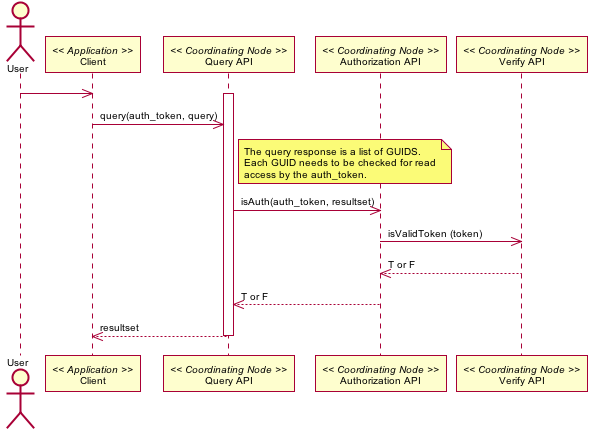 User
<< Application >>
Client
<< Coordinating Node >>
Query API
<< Coordinating Node >>
Authorization API
<< Coordinating Node >>
Verify API
query(auth_token, query)
The query response is a list of GUIDS.
Each GUID needs to be checked for read
access by the auth_token.
isAuth(auth_token, resultset)
isValidToken (token)
T or F
T or F
resultset
User
<< Application >>
Client
<< Coordinating Node >>
Query API
<< Coordinating Node >>
Authorization API
<< Coordinating Node >>
Verify API